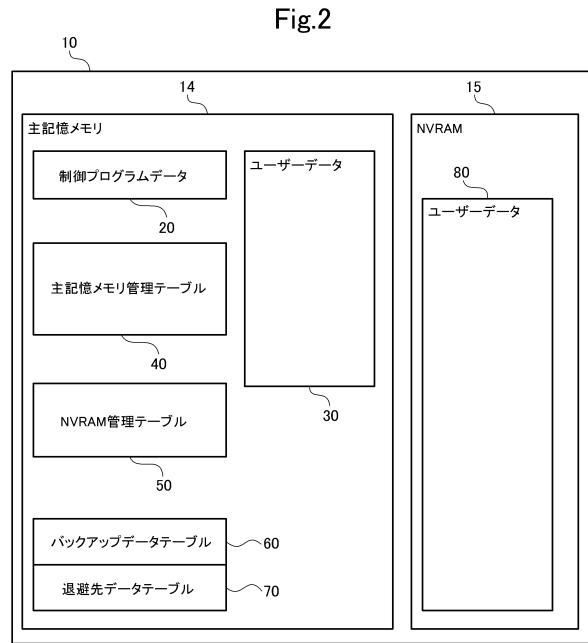 Fig.2
10
14
15
主記憶メモリ
NVRAM
制御プログラムデータ
20
ユーザーデータ
80
ユーザーデータ
主記憶メモリ管理テーブル
40
30
NVRAM管理テーブル
50
バックアップデータテーブル
60
退避先データテーブル
70